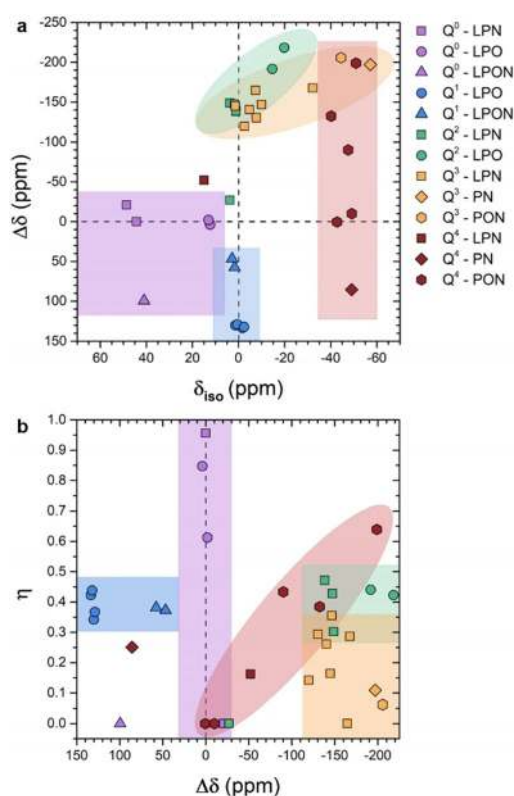 a
-250
-200
-150
-100
-50
0
50
100
150
Δδ (ppm)
60 40 20 0 -20 -40 -60
δiso (ppm)
Q⁰ - LPN
Q⁰ - LPO
Q⁰ - LPON
Q¹ - LPO
Q¹ - LPON
Q² - LPN
Q² - LPO
Q³ - LPN
Q³ - PN
Q³ - PON
Q⁴ - LPN
Q⁴ - PN
Q⁴ - PON
b
1.0
0.9
0.8
0.7
0.6
0.5
0.4
0.3
0.2
0.1
0.0
η
150 100 50 0 -50 -100 -150 -200
Δδ (ppm)